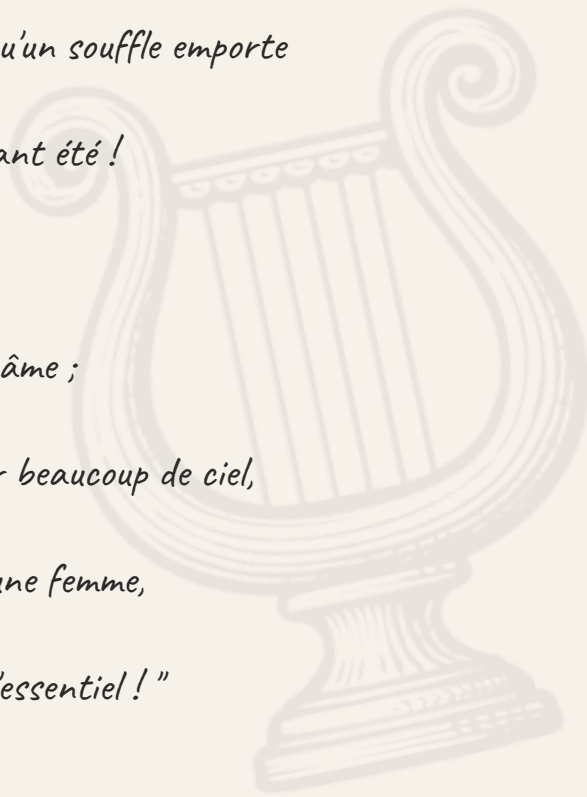 u'un souffle emporte
ant été !
âme ;
r beaucoup de ciel,
une femme,
'essentiel ! "